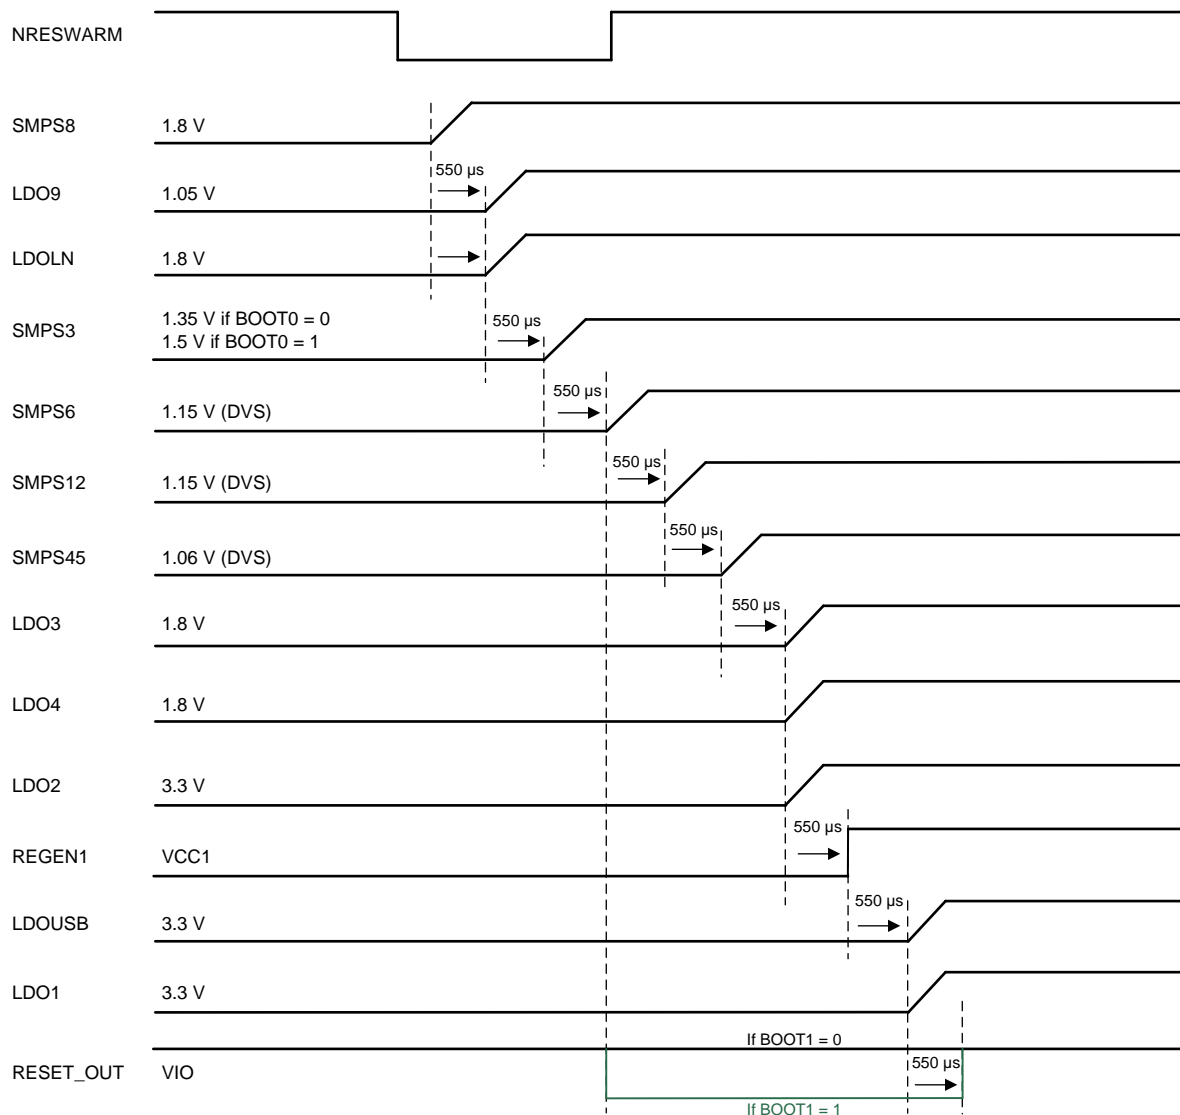 NRESWARM
SMPS8
1.8 V
550 µs
LDO9
1.05 V
LDOLN
1.8 V
1.35 V if BOOT0 = 0
550 µs
SMPS3
1.5 V if BOOT0 = 1
550 µs
SMPS6
1.15 V (DVS)
550 µs
SMPS12
1.15 V (DVS)
550 µs
SMPS45
1.06 V (DVS)
550 µs
LDO3
1.8 V
LDO4
1.8 V
LDO2
3.3 V
550 µs
REGEN1
VCC1
550 µs
LDOUSB
3.3 V
LDO1
3.3 V
If BOOT1 = 0
550 µs
RESET_OUT
VIO
If BOOT1 = 1